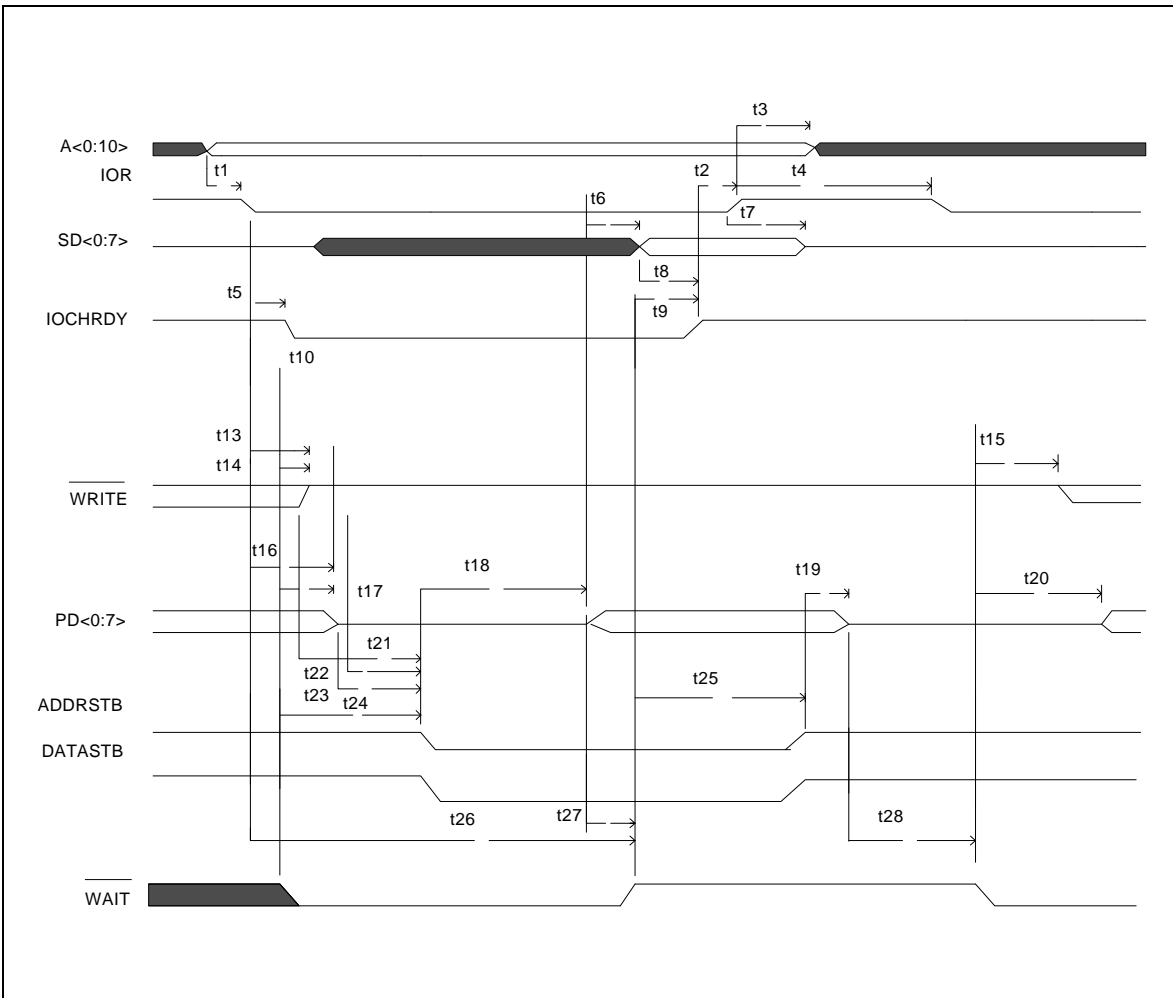 t3
A<0:10>
t1
t2
t4
IOR
t6
t7
SD<0:7>
t8
t5
t9
IOCHRDY
t10
t13
t15
t14
WRITE
t16
t18
t19
t20
t17
PD<0:7>
t21
t22
t25
t23
t24
ADDRSTB
DATASTB
t26
t27
t28
WAIT